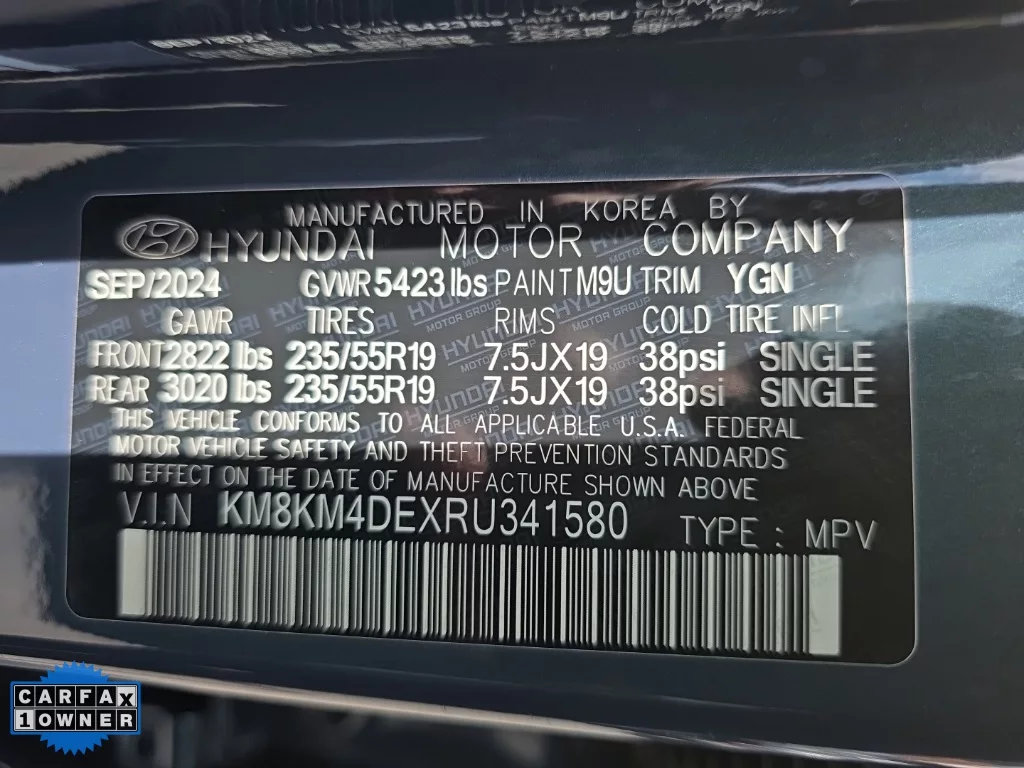 MANUFACTURED IN KOREA BY
HYUNDAI MOTOR COMPANY
SEP/2024 GVWR 5423 lbs PAINT M9U TRIM YGN
GAWR TIRES RIMS COLD TIRE INFL
FRONT 2822 lbs 235/55R19 7.5JX19 38psi SINGLE
REAR 3020 lbs 235/55R19 7.5JX19 38psi SINGLE
THIS VEHICLE CONFORMS TO ALL APPLICABLE U.S.A. FEDERAL
MOTOR VEHICLE SAFETY AND THEFT PREVENTION STANDARDS
IN EFFECT ON THE DATE OF MANUFACTURE SHOWN ABOVE
V.I.N KM8KM4DEXRU341580 TYPE : MPV
CARFAX
1 OWNER